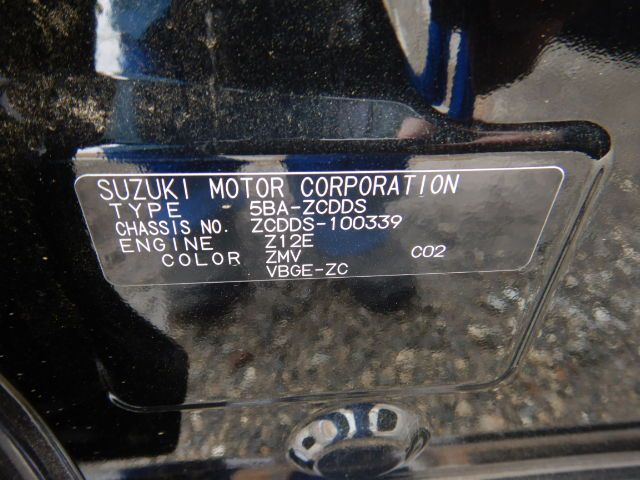 SUZUKI MOTOR CORPORATION
TYPE 5BA-ZCDDS
CHASSIS NO. ZCDDS-100339
ENGINE Z12E
COLOR ZMV C02
VBGE-ZC